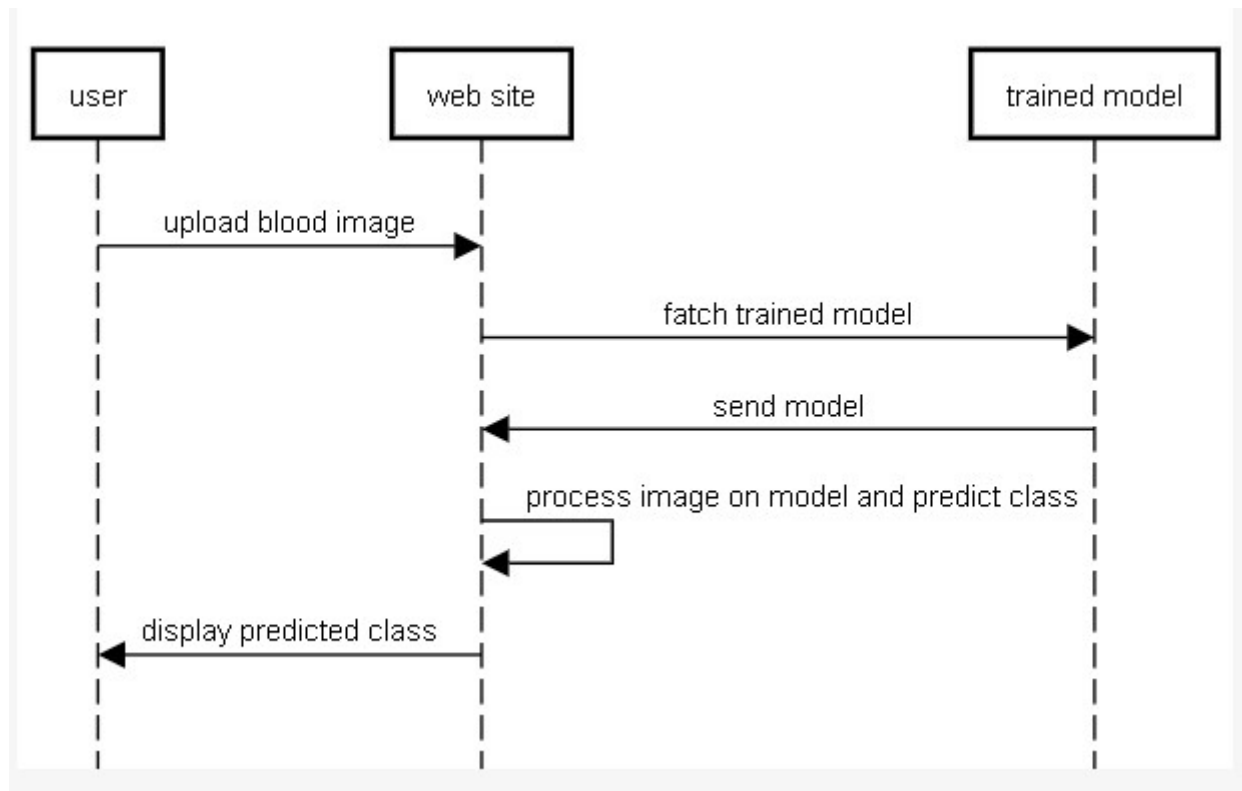 user
web site
trained model
upload blood image
fatch trained model
send model
process image on model and predict class
display predicted class